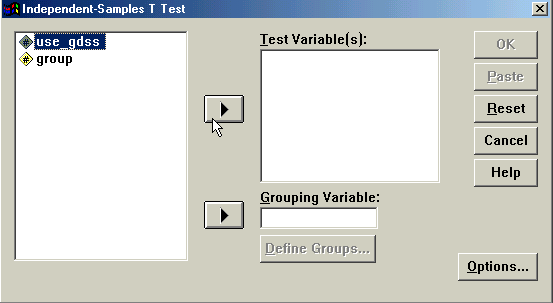 Independent-Samples T Test
use_gdss
group
Test Variable(s):
Grouping Variable:
Define Groups...
OK
Paste
Reset
Cancel
Help
Options...